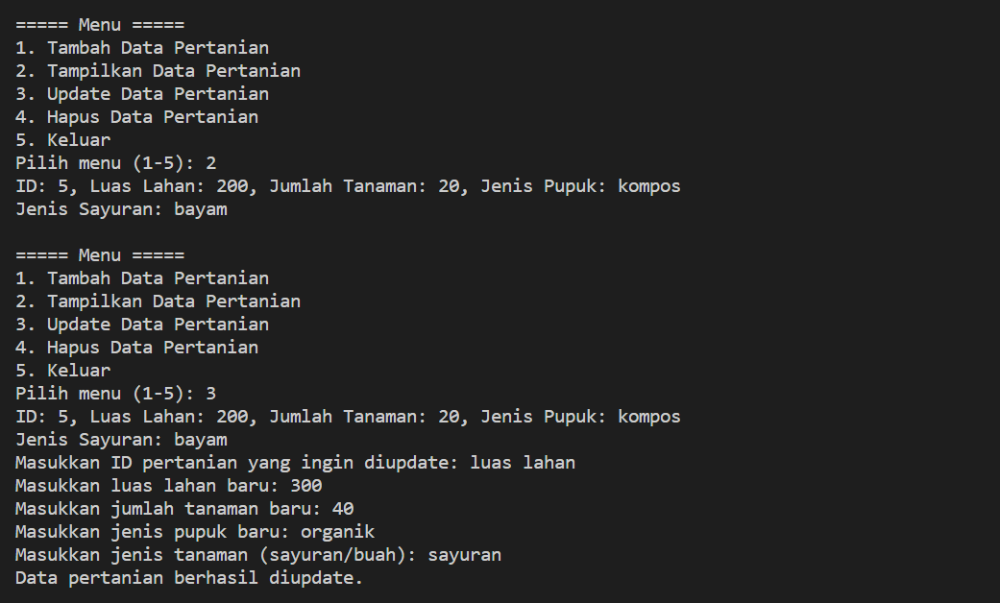 ===== Menu =====
1. Tambah Data Pertanian
2. Tampilkan Data Pertanian
3. Update Data Pertanian
4. Hapus Data Pertanian
5. Keluar
Pilih menu (1-5): 2
ID: 5, Luas Lahan: 200, Jumlah Tanaman: 20, Jenis Pupuk: kompos
Jenis Sayuran: bayam

===== Menu =====
1. Tambah Data Pertanian
2. Tampilkan Data Pertanian
3. Update Data Pertanian
4. Hapus Data Pertanian
5. Keluar
Pilih menu (1-5): 3
ID: 5, Luas Lahan: 200, Jumlah Tanaman: 20, Jenis Pupuk: kompos
Jenis Sayuran: bayam
Masukkan ID pertanian yang ingin diupdate: luas lahan
Masukkan luas lahan baru: 300
Masukkan jumlah tanaman baru: 40
Masukkan jenis pupuk baru: organik
Masukkan jenis tanaman (sayuran/buah): sayuran
Data pertanian berhasil diupdate.